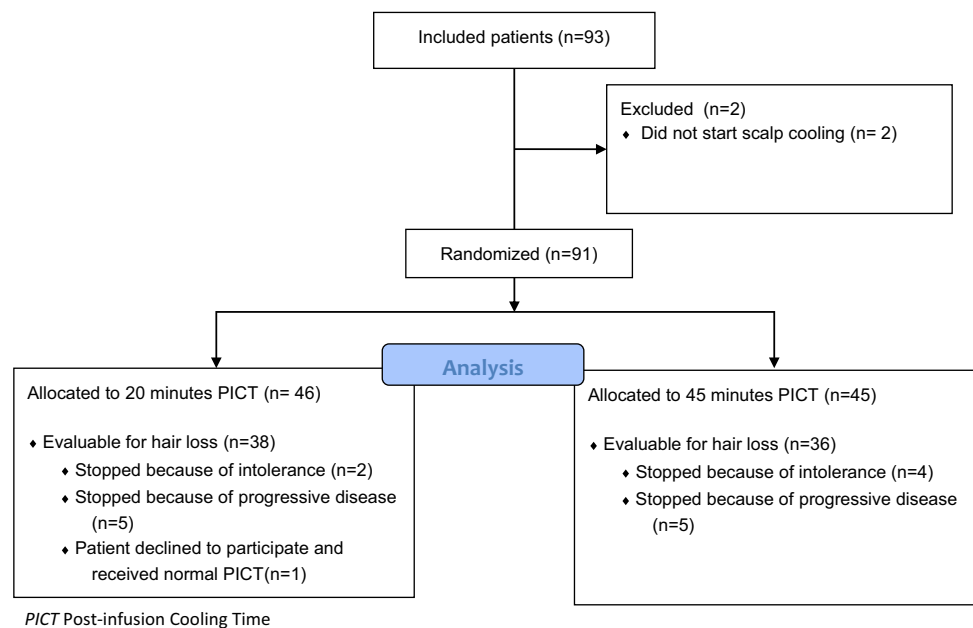 Included patients (n=93)
Excluded (n=2)
♦ Did not start scalp cooling (n= 2)
Randomized (n=91)
Analysis
Allocated to 20 minutes PICT (n= 46)
♦ Evaluable for hair loss (n=38)
♦ Stopped because of intolerance (n=2)
♦ Stopped because of progressive disease
(n=5)
♦ Patient declined to participate and
received normal PICT(n=1)
Allocated to 45 minutes PICT (n=45)
♦ Evaluable for hair loss (n=36)
♦ Stopped because of intolerance (n=4)
♦ Stopped because of progressive disease
(n=5)
PICT Post-infusion Cooling Time